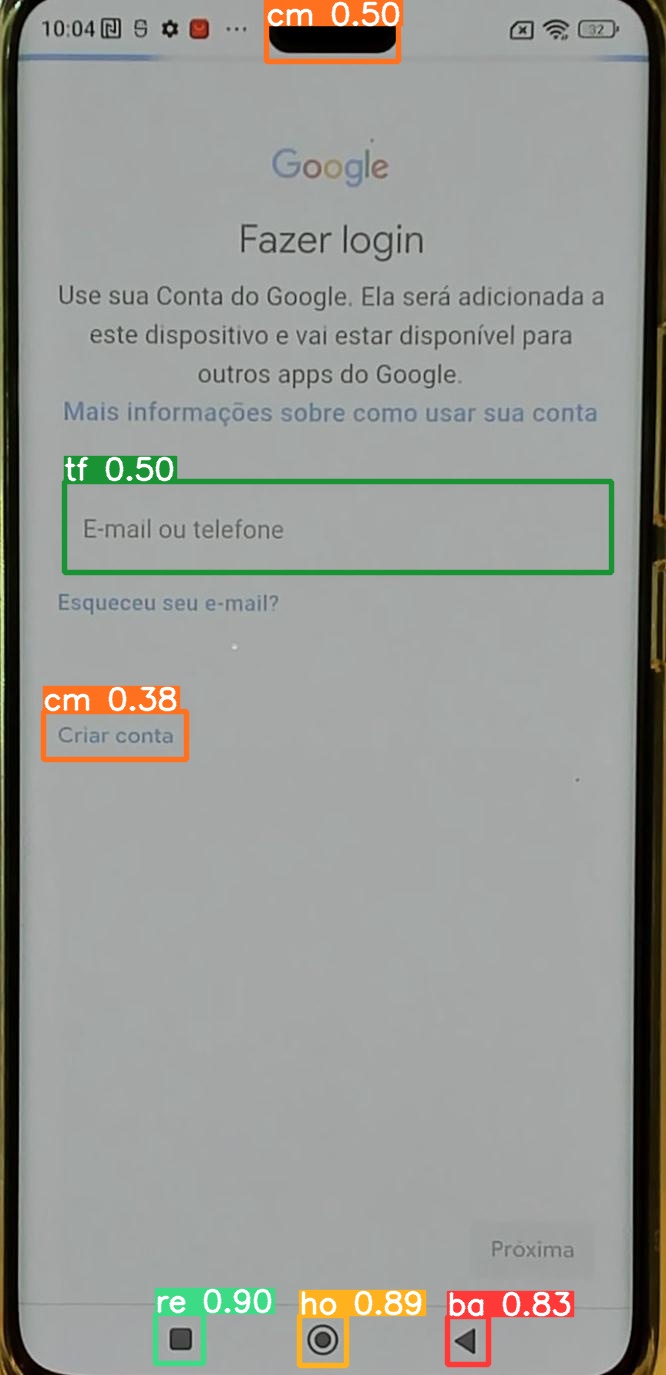 cm 0.50
10:04
32
Google
Fazer login
Use sua Conta do Google. Ela será adicionada a
este dispositivo e vai estar disponível para
outros apps do Google.
Mais informações sobre como usar sua conta
tf 0.50
E-mail ou telefone
Esqueceu seu e-mail?
cm 0.38
Criar conta
Próxima
re 0.90 ho 0.89 ba 0.83